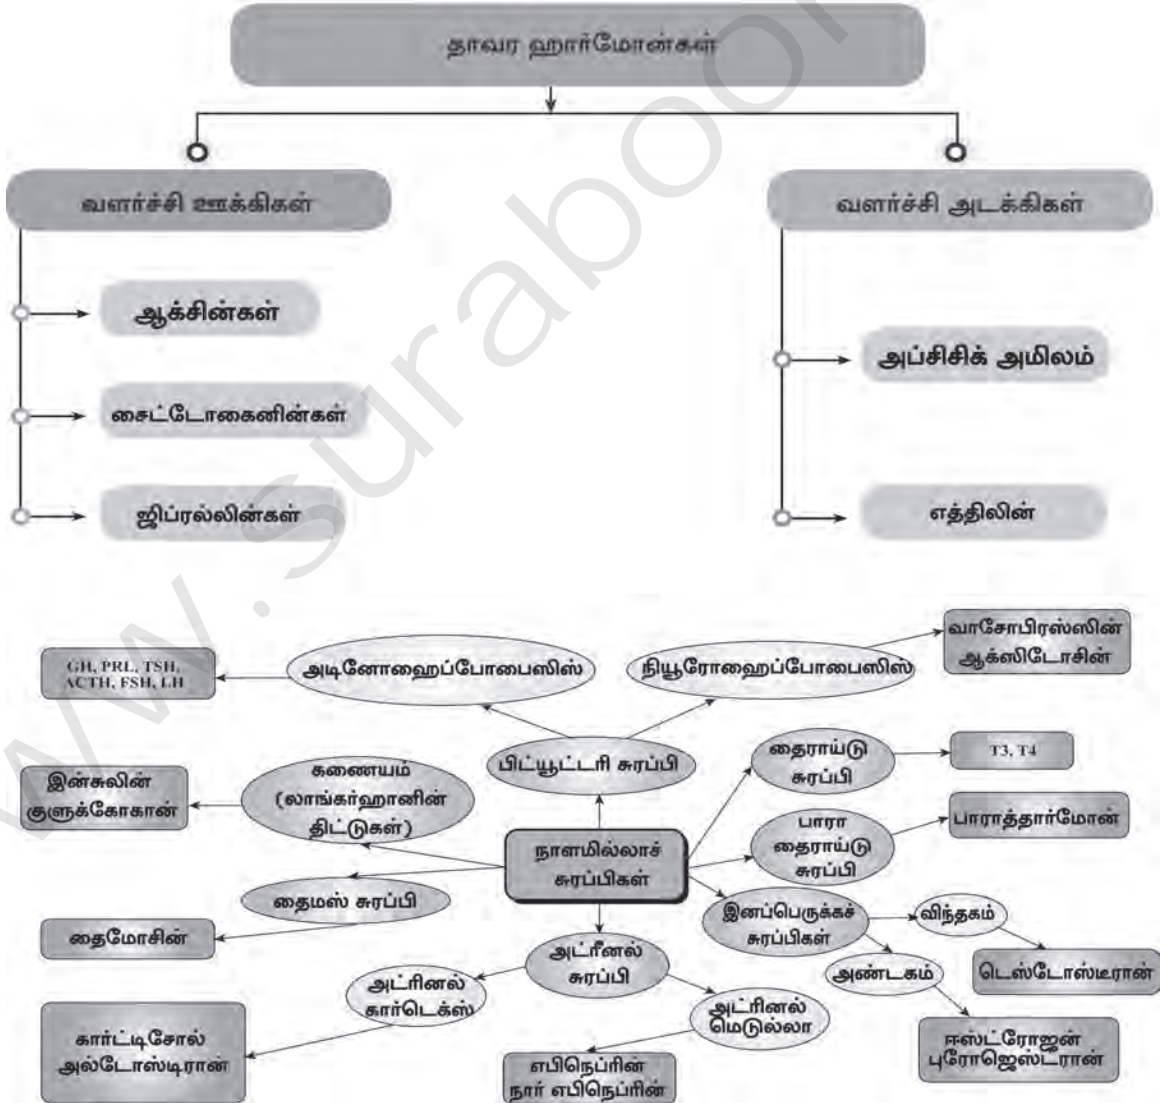 தாவர ஹார்மோன்கள்
வளர்ச்சி ஊக்கிகள்
வளர்ச்சி அடக்கிகள்
ஆக்சின்கள்
அப்சிசிக் அமிலம்
சைட்டோகைனின்கள்
ஜிப்ரல்லின்கள்
எத்திலின்
GH, PRL, TSH,
ACTH, FSH, LH
அடினோஹைப்போபைஸிஸ்
நியூரோஹைப்போபைஸிஸ்
வாசோபிரஸ்ஸின்
ஆக்ஸிடோசின்
இன்சுலின்
குளுக்கோகான்
கணையம்
(லாங்கர்ஹானின்
திட்டுகள்)
பிட்யூட்டரி சுரப்பி
தைராய்டு
சுரப்பி
T3, T4
நாளமில்லாச்
சுரப்பிகள்
பாரா
தைராய்டு
சுரப்பி
பாராத்தார்மோன்
தைமஸ் சுரப்பி
தைமோசின்
இனப்பெருக்கச்
சுரப்பிகள்
விந்தகம்
டெஸ்டோஸ்டீரான்
அண்டகம்
ஈஸ்ட்ரோஜன்
புரோஜெஸ்ட்ரான்
அட்ரீனல்
சுரப்பி
அட்ரினல்
கார்டெக்ஸ்
கார்ட்டிசோல்
அல்டோஸ்டிரான்
அட்ரினல்
மெடுல்லா
எபிநெப்ரின்
நார் எபிநெப்ரின்
www.suraboo